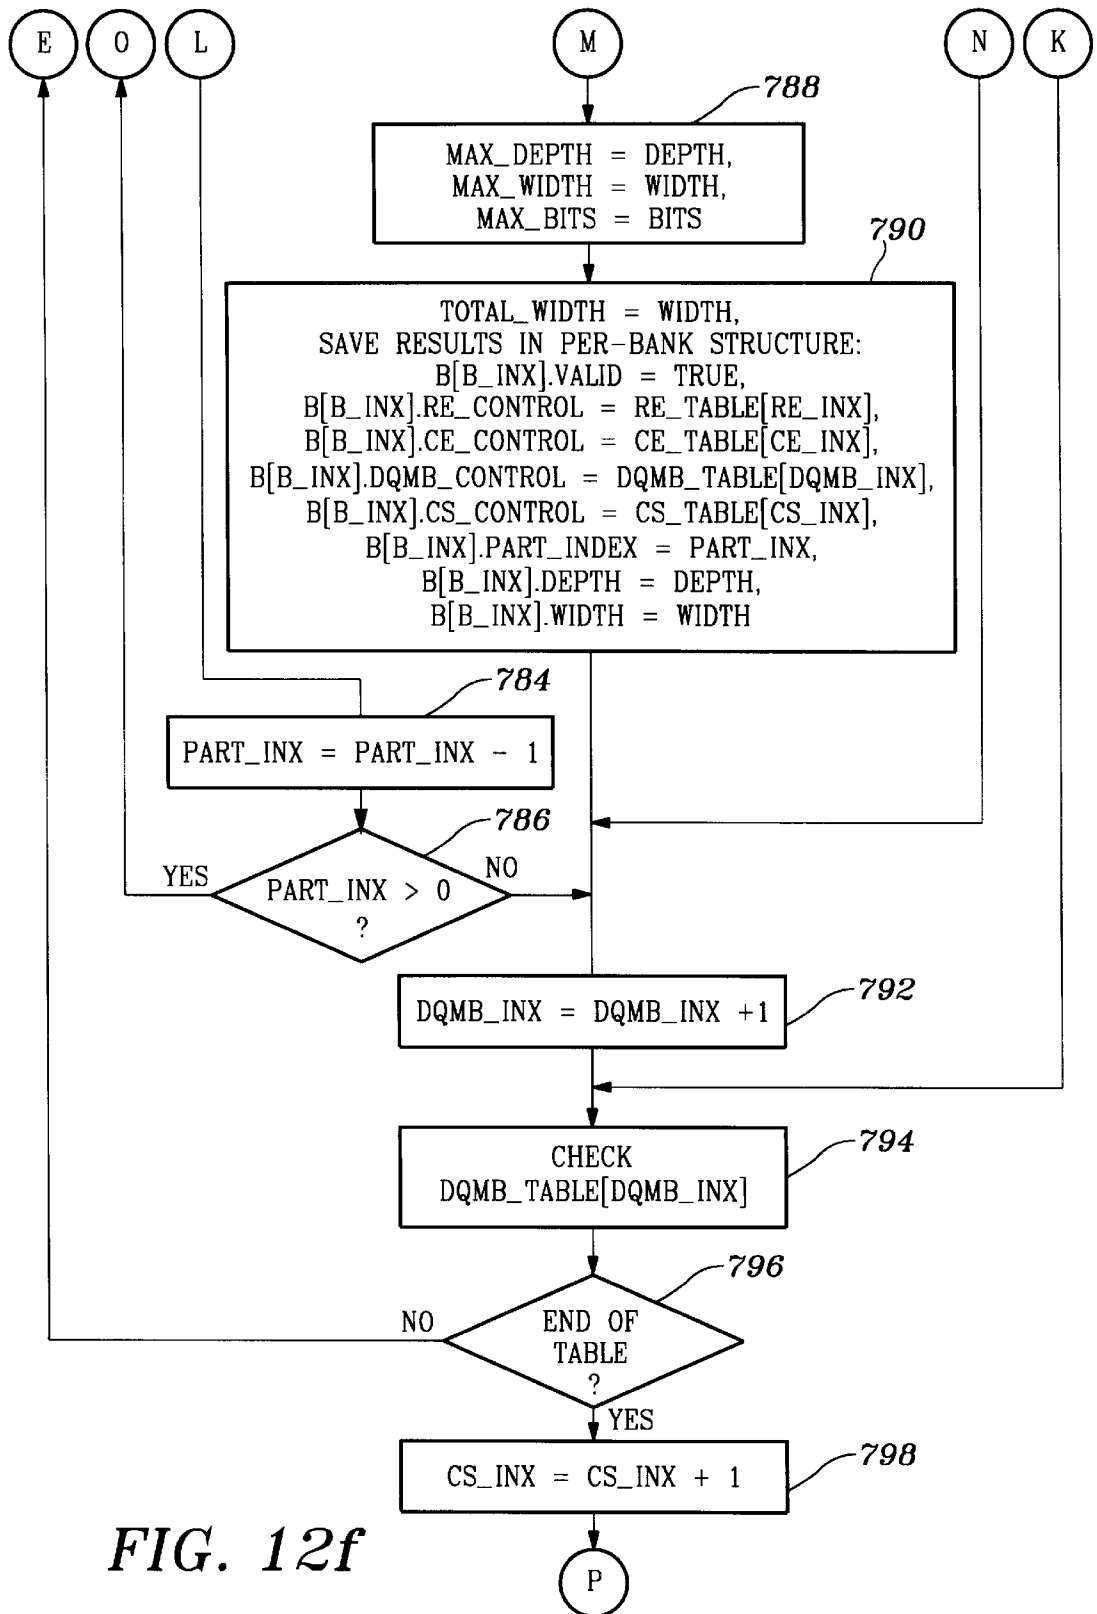 E
O
L
M
N
K
788
MAX_DEPTH = DEPTH,
MAX_WIDTH = WIDTH,
MAX_BITS = BITS
790
TOTAL_WIDTH = WIDTH,
SAVE RESULTS IN PER-BANK STRUCTURE:
B[B_INX].VALID = TRUE,
B[B_INX].RE_CONTROL = RE_TABLE[RE_INX],
B[B_INX].CE_CONTROL = CE_TABLE[CE_INX],
B[B_INX].DQMB_CONTROL = DQMB_TABLE[DQMB_INX],
B[B_INX].CS_CONTROL = CS_TABLE[CS_INX],
B[B_INX].PART_INDEX = PART_INX,
B[B_INX].DEPTH = DEPTH,
B[B_INX].WIDTH = WIDTH
784
PART_INX = PART_INX - 1
786
YES
PART_INX > 0
?
NO
792
DQMB_INX = DQMB_INX +1
794
CHECK
DQMB_TABLE[DQMB_INX]
796
NO
END OF
TABLE
?
YES
798
CS_INX = CS_INX + 1
FIG. 12f
P